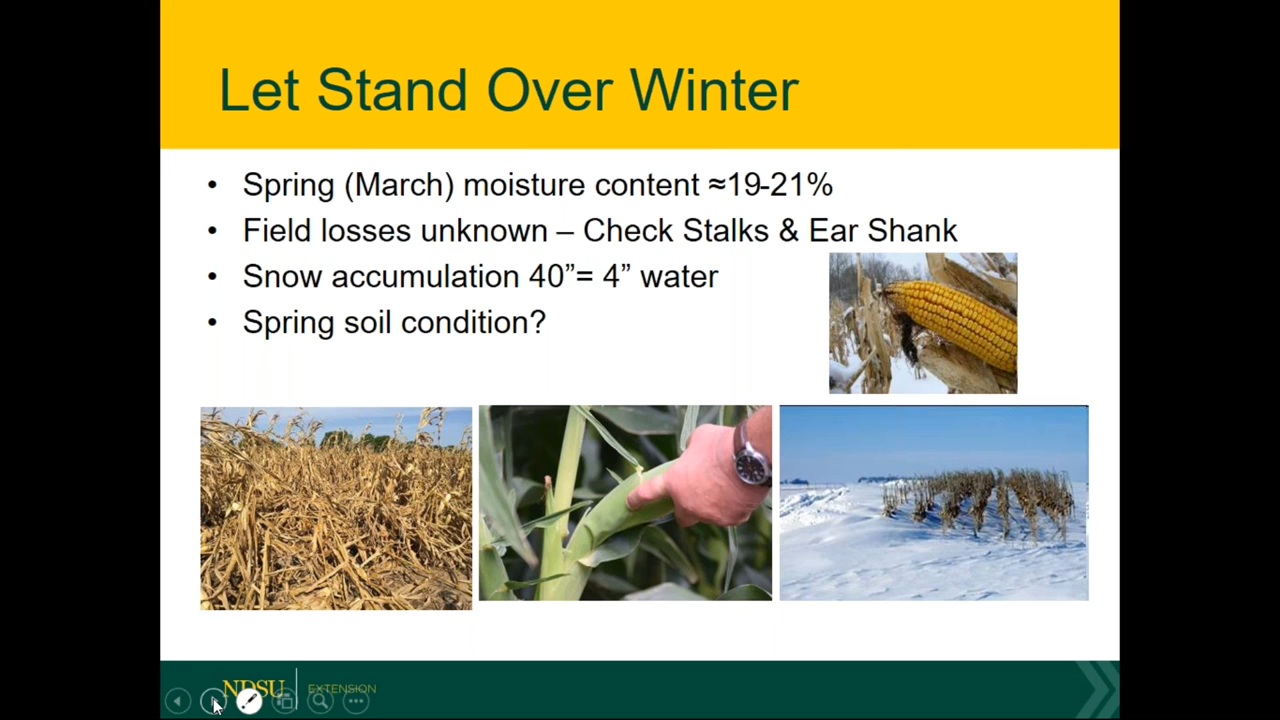 Let Stand Over Winter
• Spring (March) moisture content ≈19-21%
• Field losses unknown – Check Stalks & Ear Shank
• Snow accumulation 40”= 4” water
• Spring soil condition?
NDSU EXTENSION